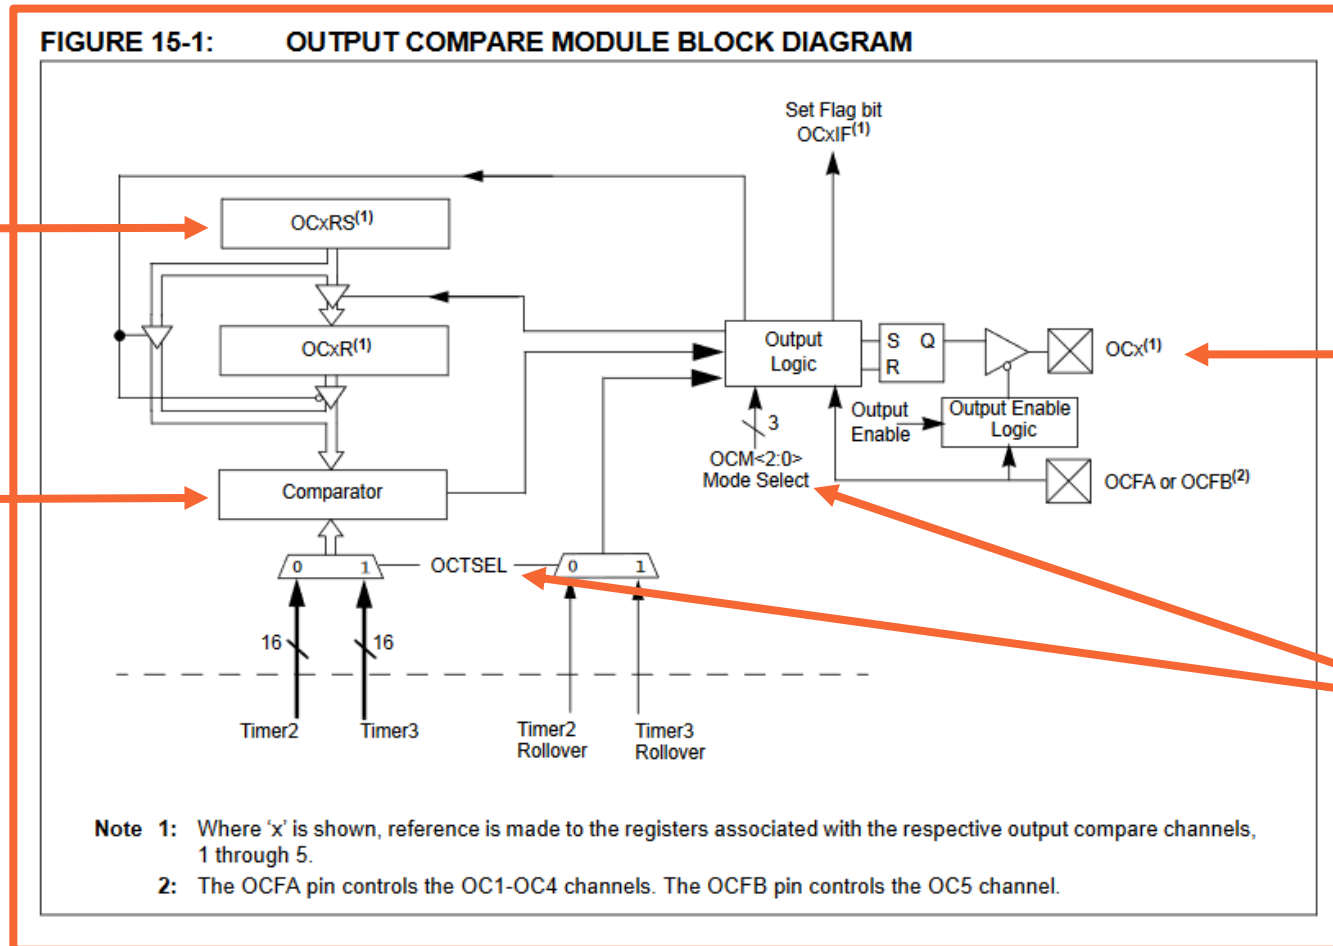 FIGURE 15-1: OUTPUT COMPARE MODULE BLOCK DIAGRAM
Set Flag bit
OCxIF(1)
OCxRS(1)
OCxR(1)
Output
Logic
S Q
R
OCx(1)
3
Output
Enable
Output Enable
Logic
OCM<2:0>
Mode Select
OCFA or OCFB(2)
Comparator
0 1
OCTSEL
0 1
16
16
Timer2
Timer3
Timer2
Rollover
Timer3
Rollover
Note 1: Where ‘x’ is shown, reference is made to the registers associated with the respective output compare channels,
1 through 5.
2: The OCFA pin controls the OC1-OC4 channels. The OCFB pin controls the OC5 channel.